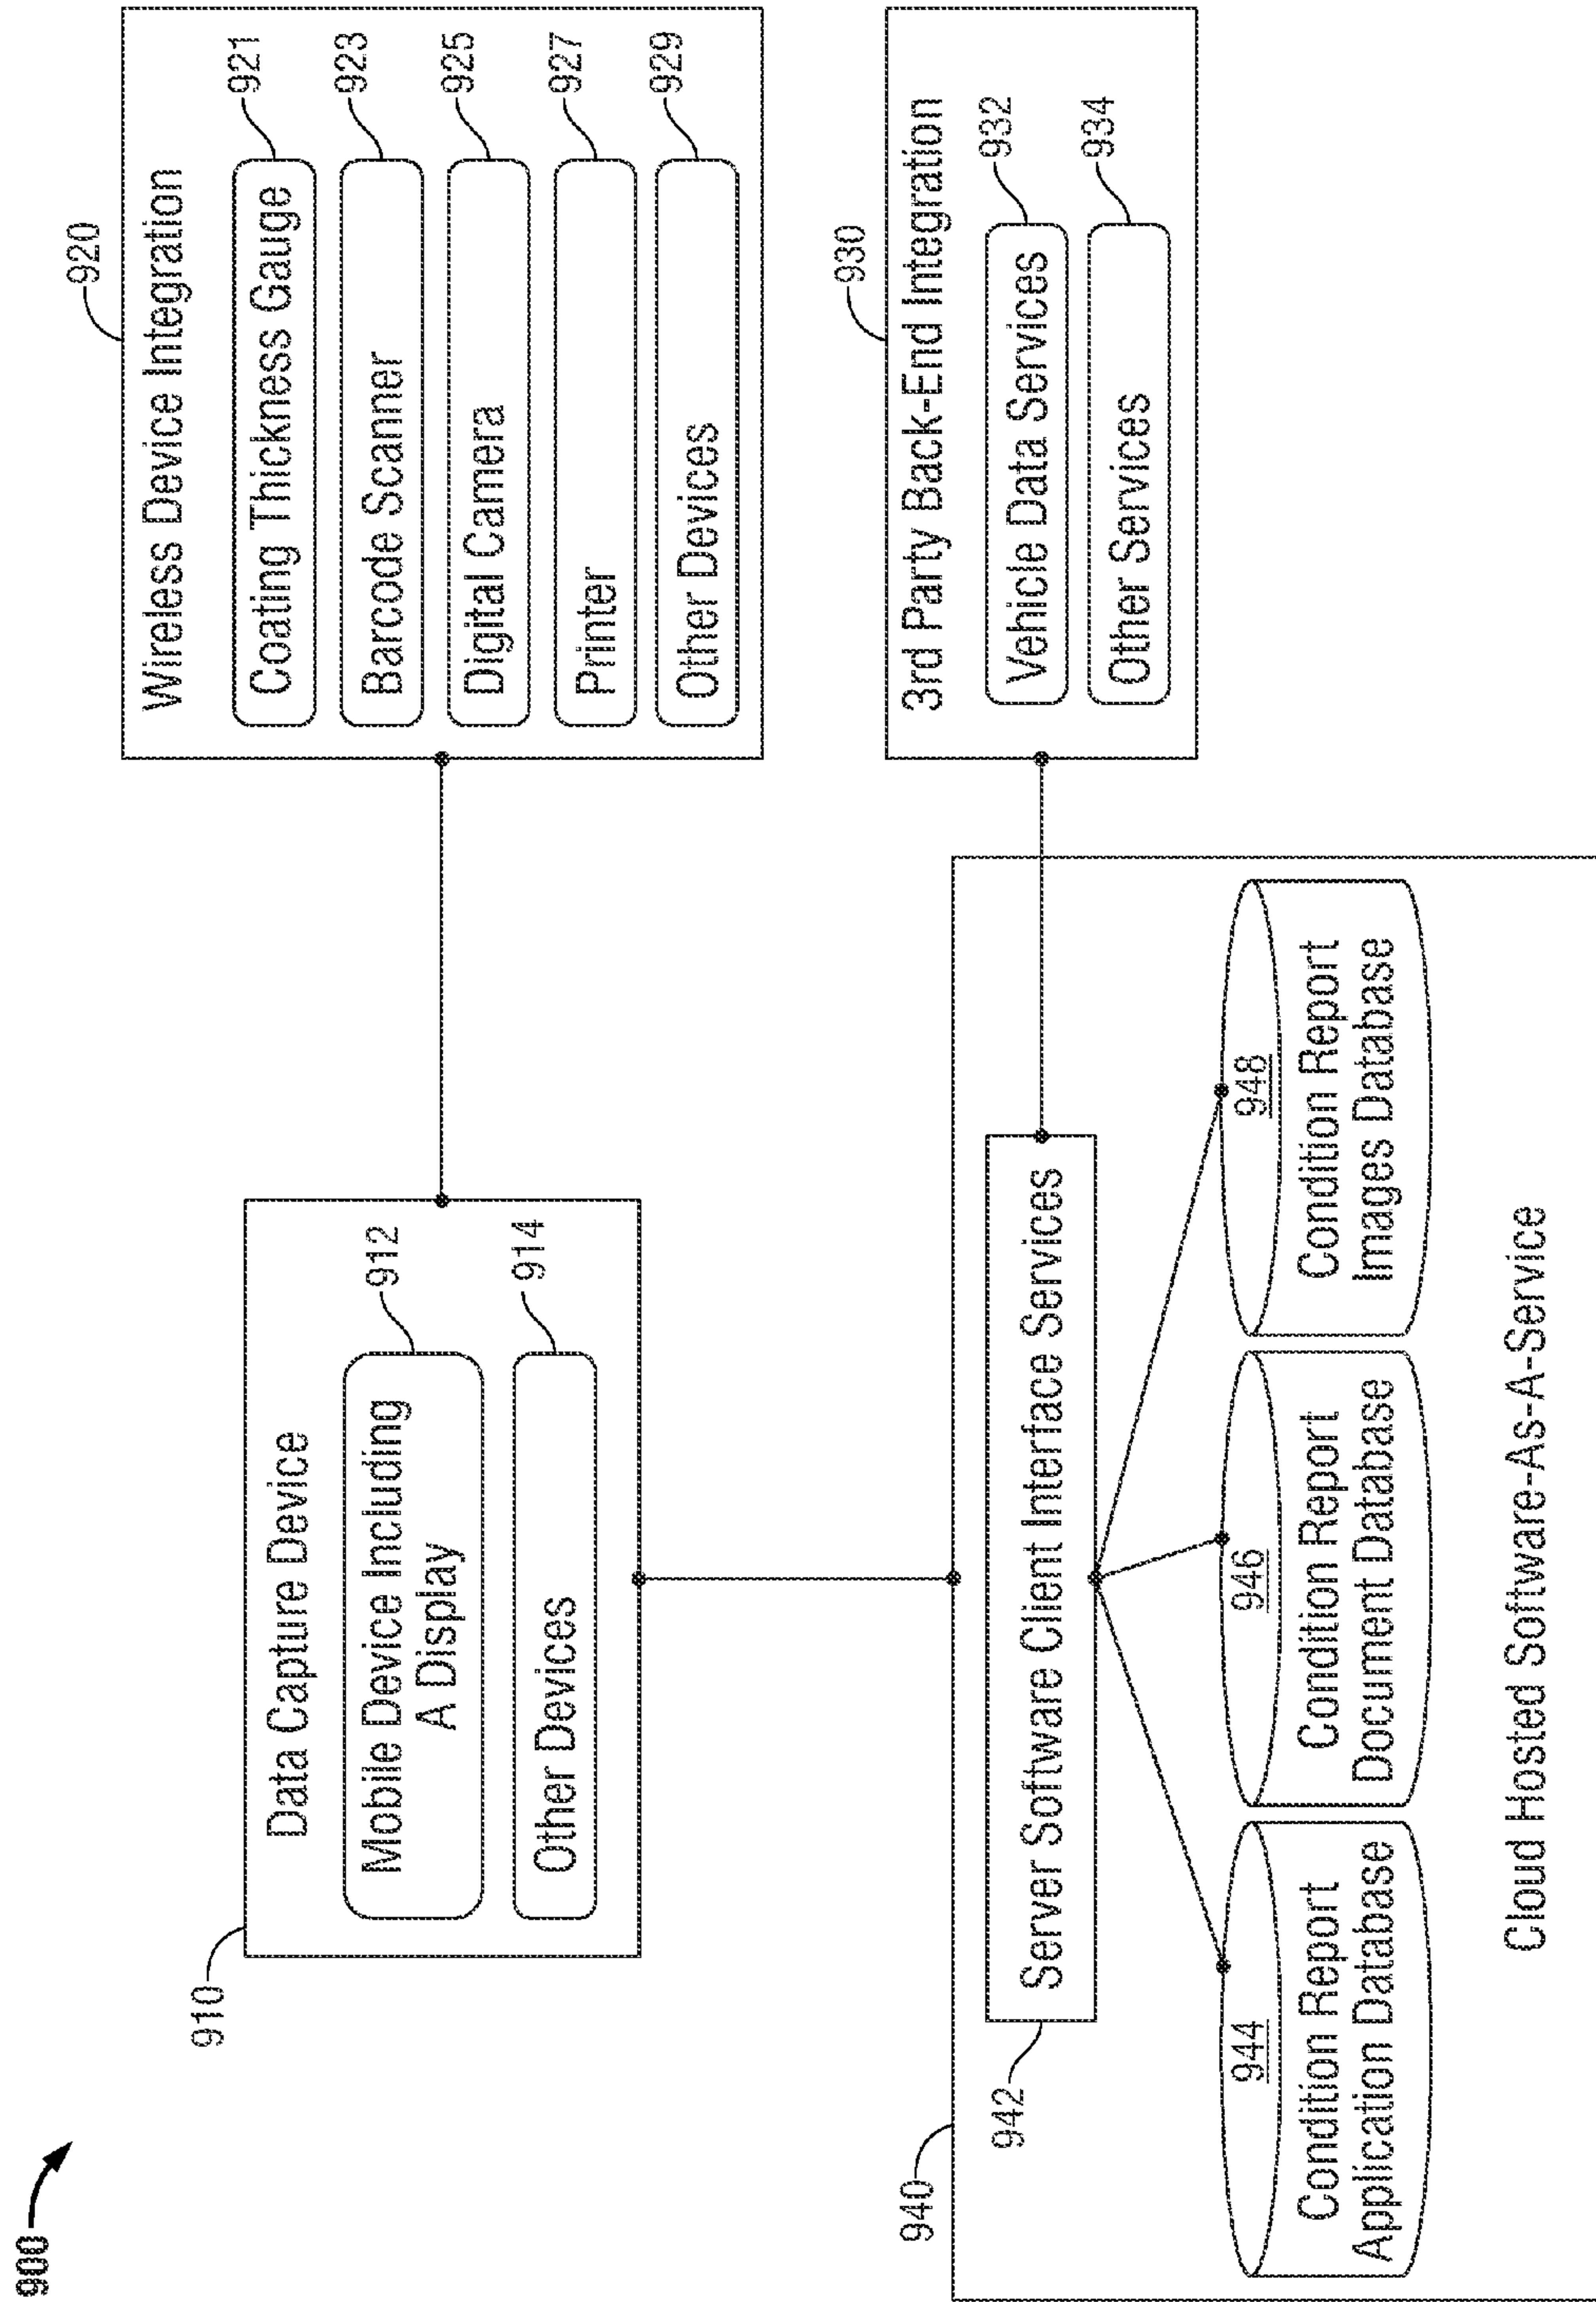 900
910
Data Capture Device
Mobile Device Including
A Display
912
Other Devices
914
920
Wireless Device Integration
Coating Thickness Gauge
921
Barcode Scanner
923
Digital Camera
925
Printer
927
Other Devices
929
930
3rd Party Back-End Integration
Vehicle Data Services
932
Other Services
934
940
942
Server Software Client Interface Services
944
Condition Report
Application Database
946
Condition Report
Document Database
948
Condition Report
Images Database
Cloud Hosted Software-As-A-Service